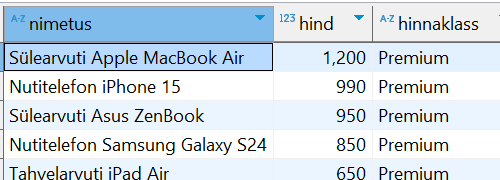 A-Z nimetus 123 hind A-Z hinnaklass
Sülearvuti Apple MacBook Air 1,200 Premium
Nutitelefon iPhone 15 990 Premium
Sülearvuti Asus ZenBook 950 Premium
Nutitelefon Samsung Galaxy S24 850 Premium
Tahvelarvuti iPad Air 650 Premium